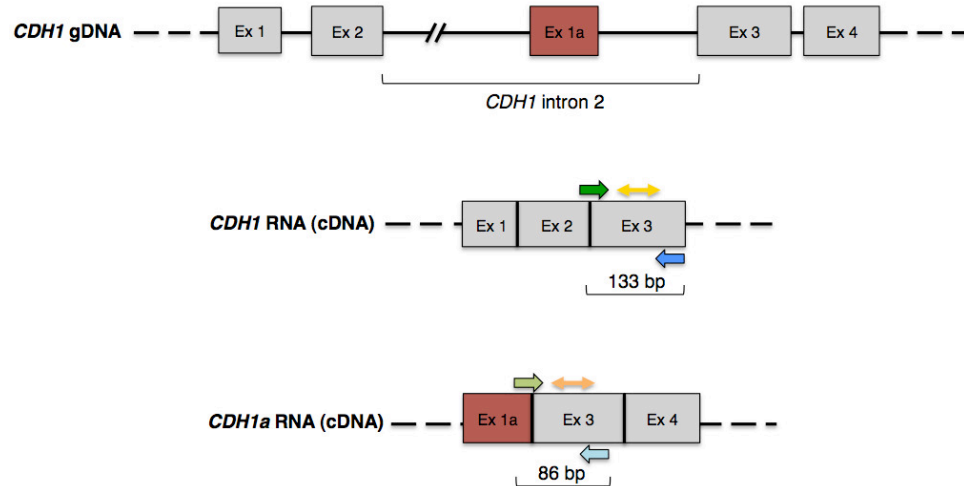 CDH1 gDNA Ex 1 Ex 2 Ex 1a Ex 3 Ex 4
CDH1 intron 2
CDH1 RNA (cDNA) Ex 1 Ex 2 Ex 3
133 bp
CDH1a RNA (cDNA) Ex 1a Ex 3 Ex 4
86 bp